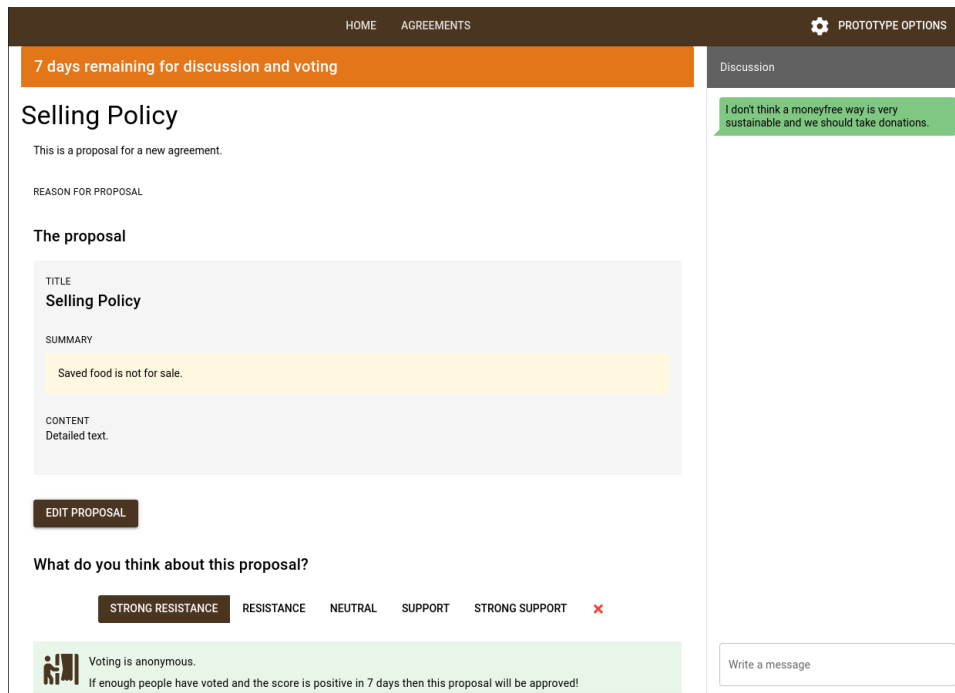 HOME AGREEMENTS PROTOTYPE OPTIONS
7 days remaining for discussion and voting
Selling Policy
This is a proposal for a new agreement.
REASON FOR PROPOSAL
The proposal
TITLE
Selling Policy
SUMMARY
Saved food is not for sale.
CONTENT
Detailed text.
EDIT PROPOSAL
What do you think about this proposal?
STRONG RESISTANCE RESISTANCE NEUTRAL SUPPORT STRONG SUPPORT
Voting is anonymous.
If enough people have voted and the score is positive in 7 days then this proposal will be approved!
Discussion
I don't think a moneyfree way is very
sustainable and we should take donations.
Write a message